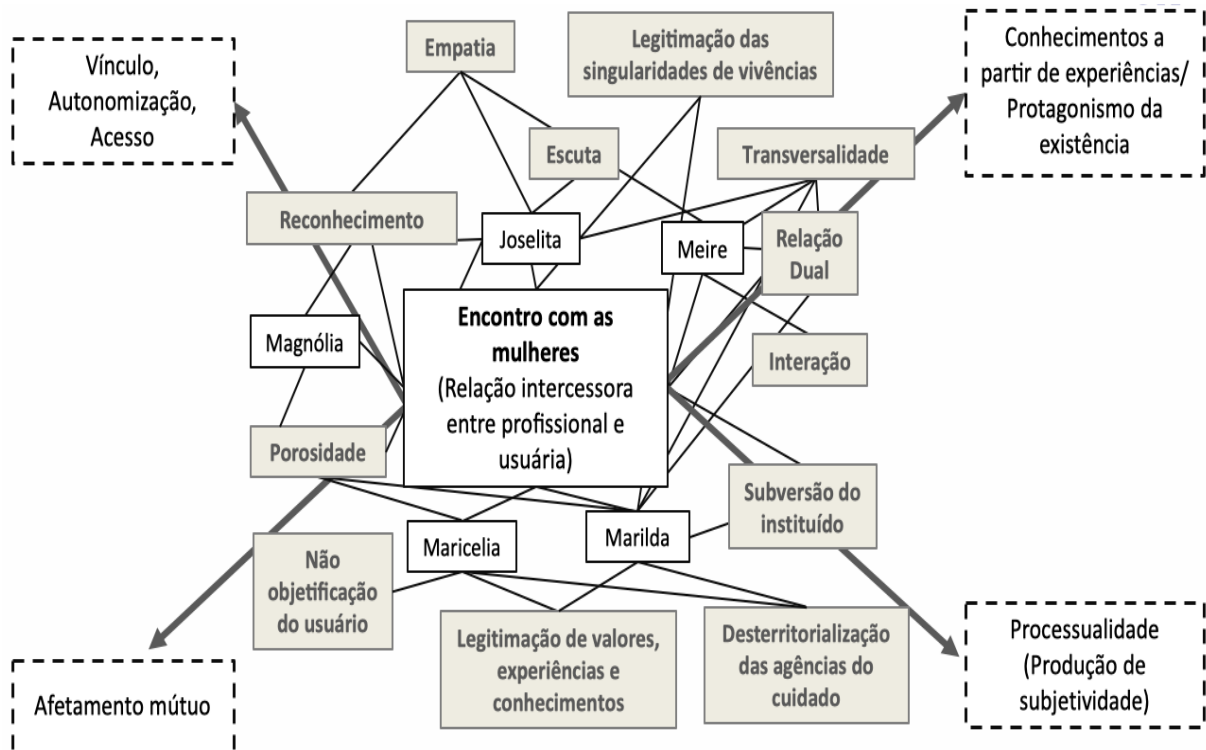 Vínculo,
Autonomização,
Acesso
Empatia
Legitimação das
singularidades de vivências
Conhecimentos a
partir de experiências/
Protagonismo da
existência
Escuta
Transversalidade
Reconhecimento
Joselita
Meire
Relação
Dual
Magnólia
Encontro com as
mulheres
(Relação intercessora
entre profissional e
usuária)
Interação
Porosidade
Subversão do
instituído
Maricelia
Marilda
Não
objetificação
do usuário
Legitimação de valores,
experiências e
conhecimentos
Desterritorialização
das agências do
cuidado
Afetamento mútuo
Processualidade
(Produção de
subjetividade)